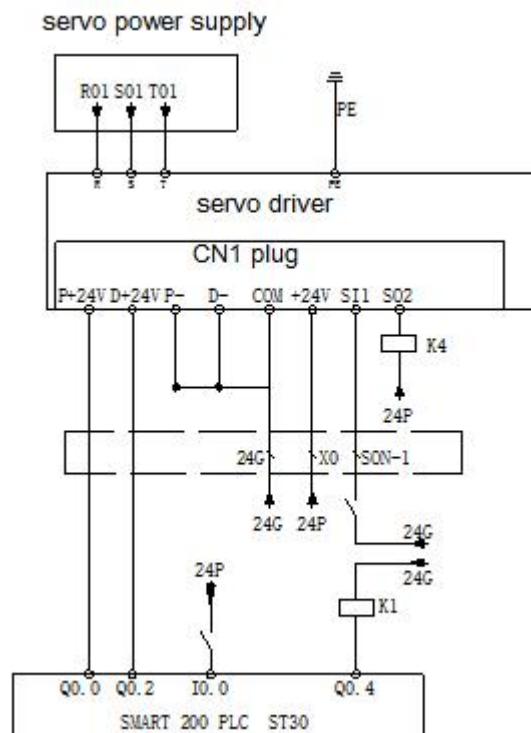 servo power supply
R01 S01 T01
PE
R S T PE
servo driver
CN1 plug
P+24V D+24V P- D- COM +24V SI1 SO2
K4
24P
24G X0 SON-1
24G 24P
24G
24P 24G
K1
Q0.0 Q0.2 I0.0 Q0.4
SMART 200 PLC ST30